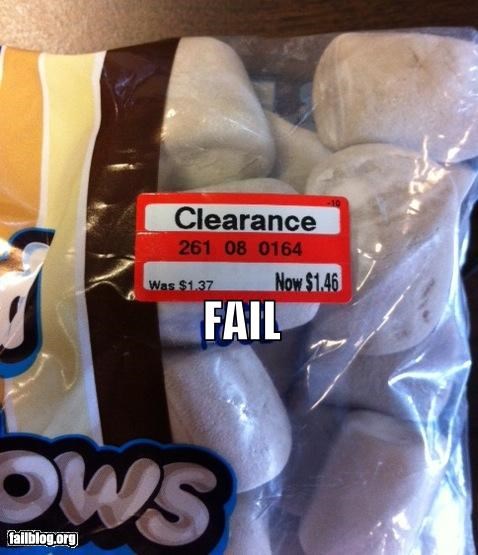 -10
Clearance
261 08 0164
Was $1.37 Now $1.46
FAIL
OWS
failblog.org